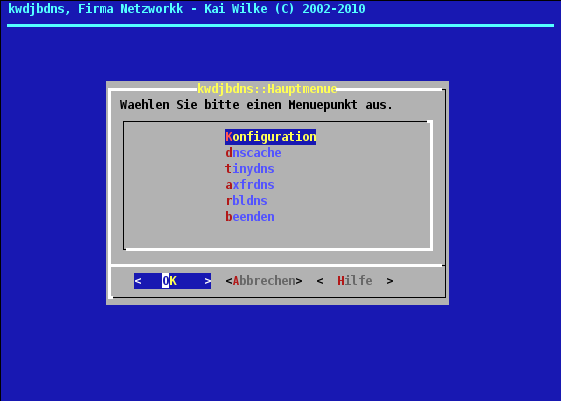 kwdjbdns, Firma Netzworkk - Kai Wilke (C) 2002-2010
kwdjbdns::Hauptmenue
Waehlen Sie bitte einen Menuepunkt aus.
Konfiguration
dnscache
tinydns
axfrdns
rbldns
beenden
< OK > <Abbrechen> < Hilfe >